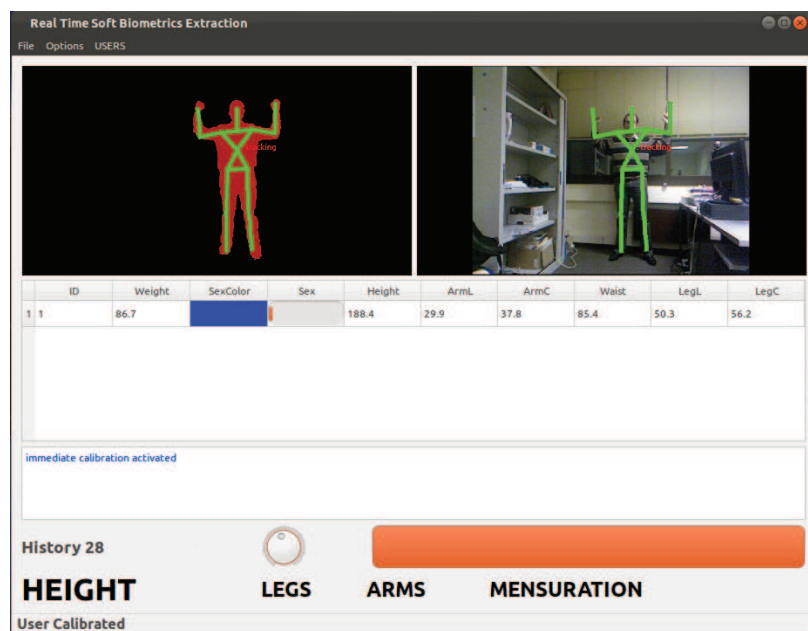 Real Time Soft Biometrics Extraction
File Options USERS
tracking
tracking
ID Weight SexColor Sex Height ArmL ArmC Waist LegL LegC
1 1 86.7 188.4 29.9 37.8 85.4 50.3 56.2
immediate calibration activated
History 28
HEIGHT LEGS ARMS MENSURATION
User Calibrated